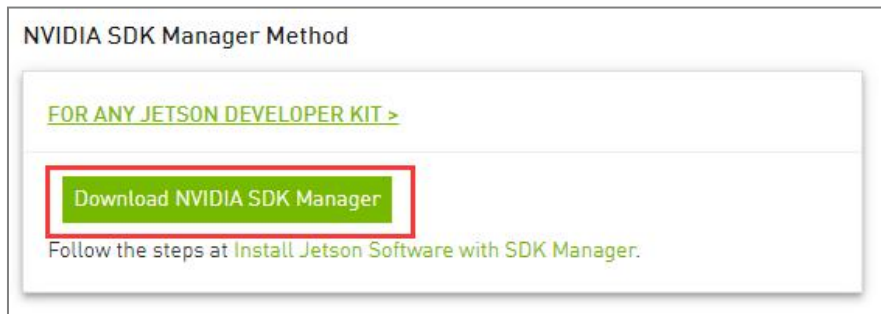 NVIDIA SDK Manager Method
FOR ANY JETSON DEVELOPER KIT >
Download NVIDIA SDK Manager
Follow the steps at Install Jetson Software with SDK Manager.